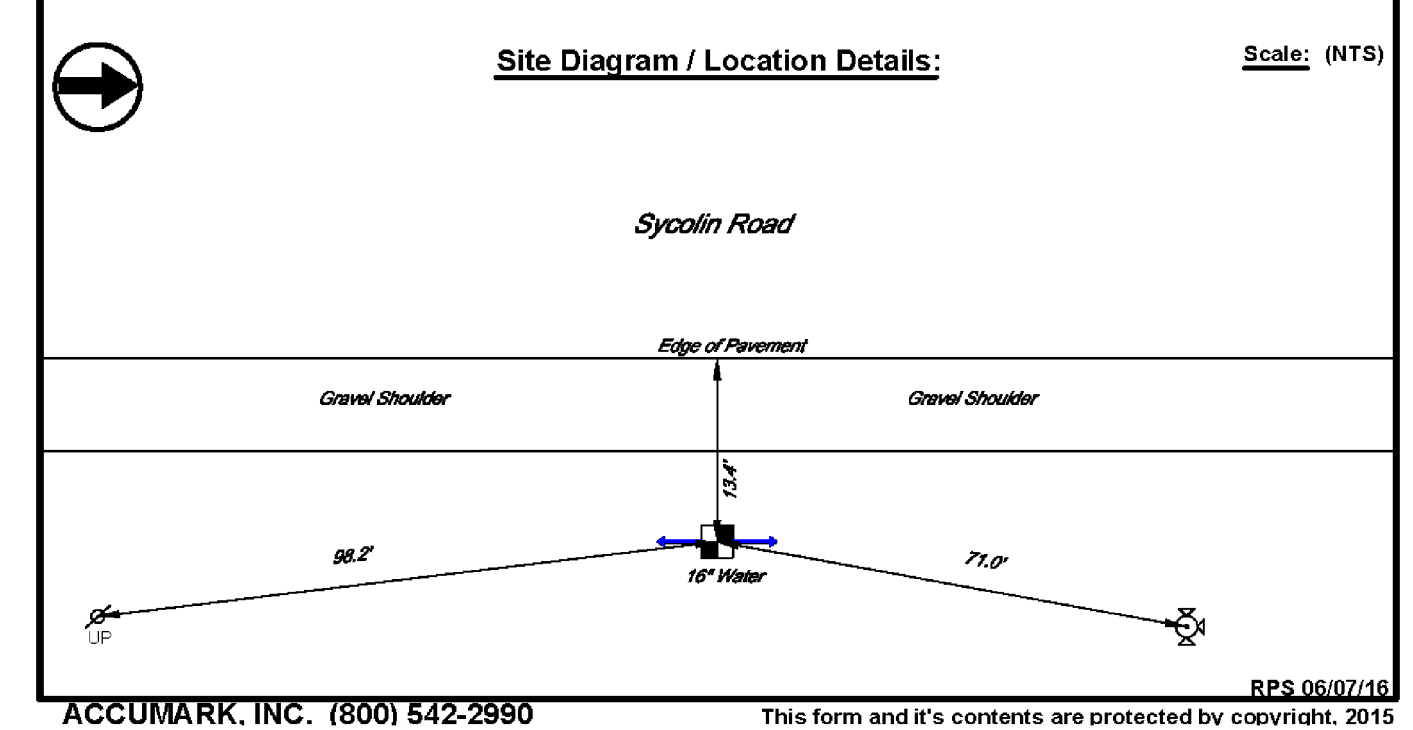 Site Diagram / Location Details:
Scale: (NTS)
Sycolin Road
Edge of Pavement
Gravel Shoulder
Gravel Shoulder
13.4'
98.2'
71.0'
16" Water
UP
RPS 06/07/16
ACCUMARK, INC. (800) 542-2990
This form and it's contents are protected by copyright, 2015